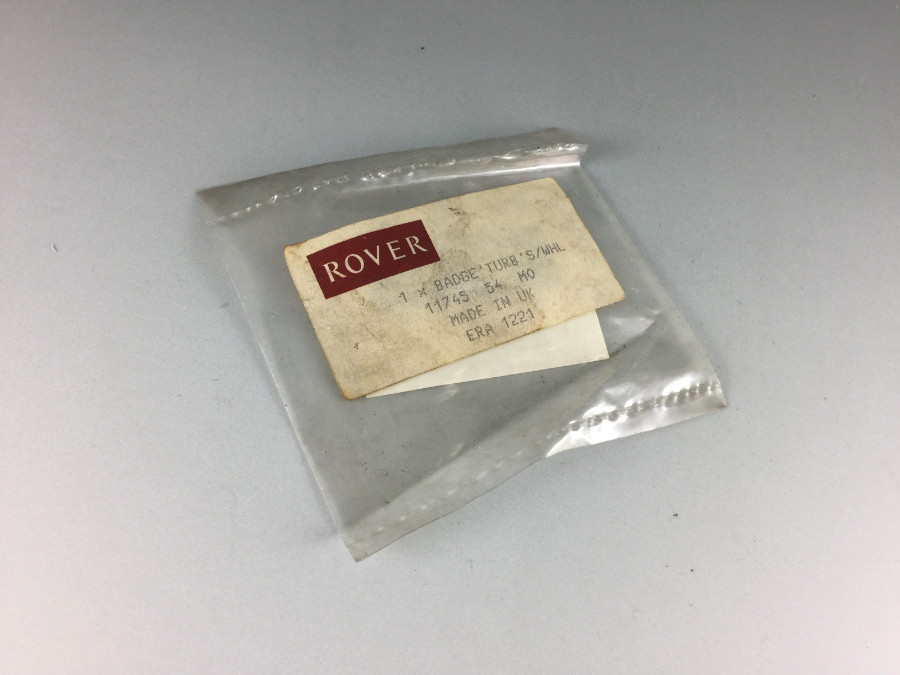 ROVER
1 × BADGE'TURB'S/WHL
11745 54 MO
MADE IN UK
ERA 1221